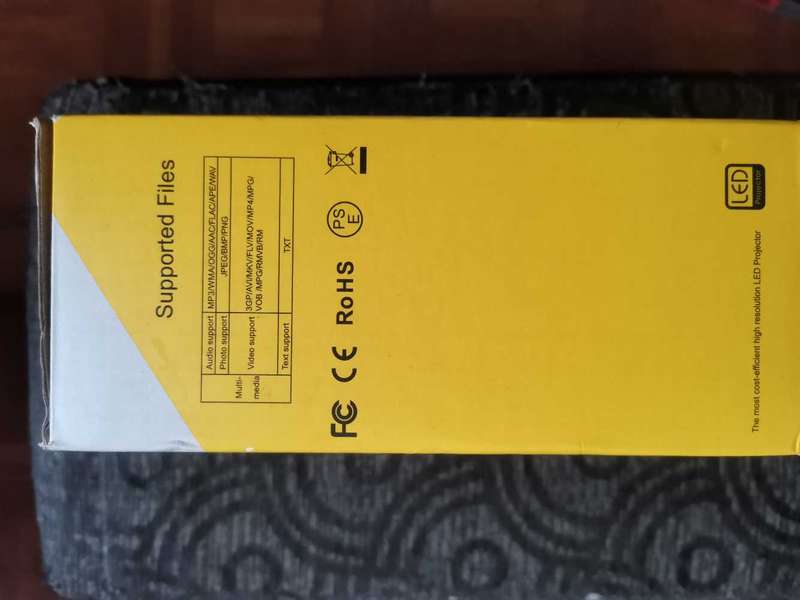 Supported Files
Multi-
media
Audio support MP3/WMA/OGG/AAC/FLAC/APE/WAV
Photo support JPEG/BMP/PNG
Video support 3GP/AVI/MKV/FLV/MOV/MP4/MPG/
VOB /MPG/RMVB/RM
Text support TXT
FC CE RoHS PS
E
The most cost-efficient high resolution LED Projector
LED
Projector